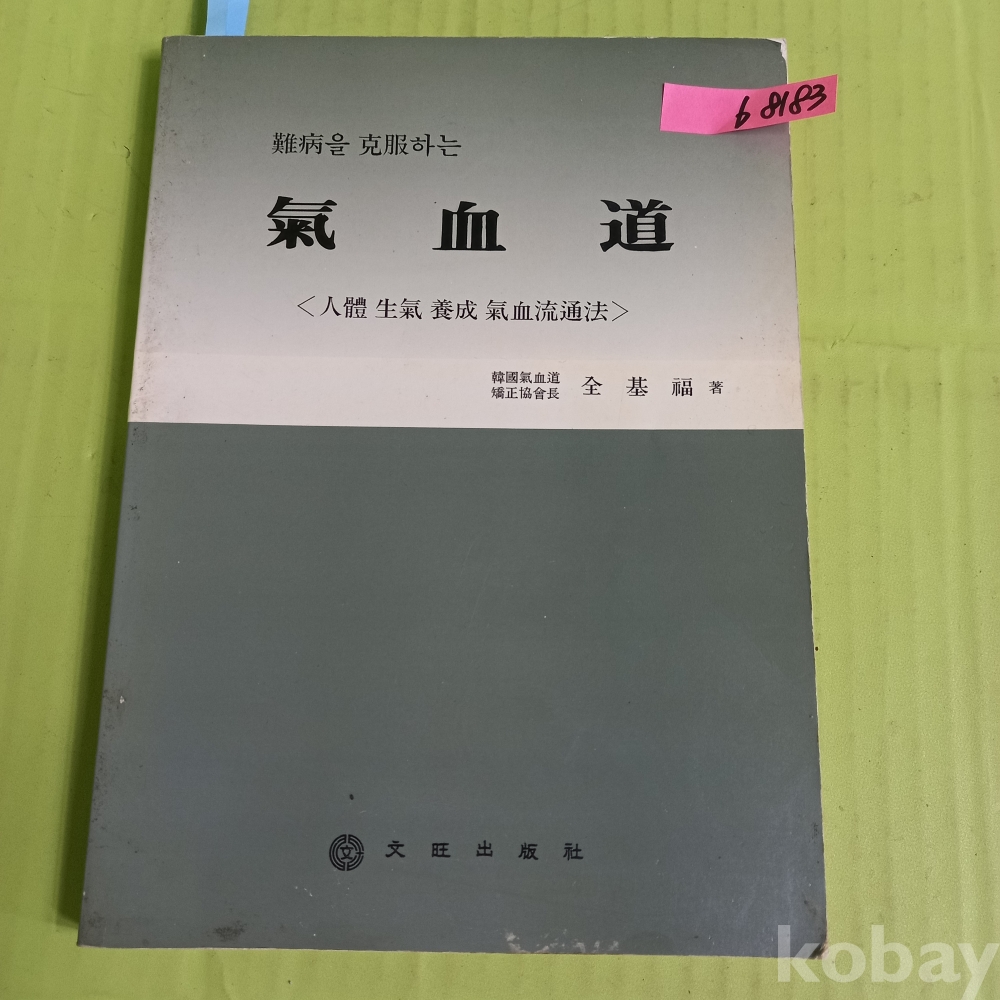 b 8183
難病을 克服하는
氣血道
<人體 生氣 養成 氣血流通法>
韓國氣血道
矯正協會長 全基福 著
文旺出版社
kobay